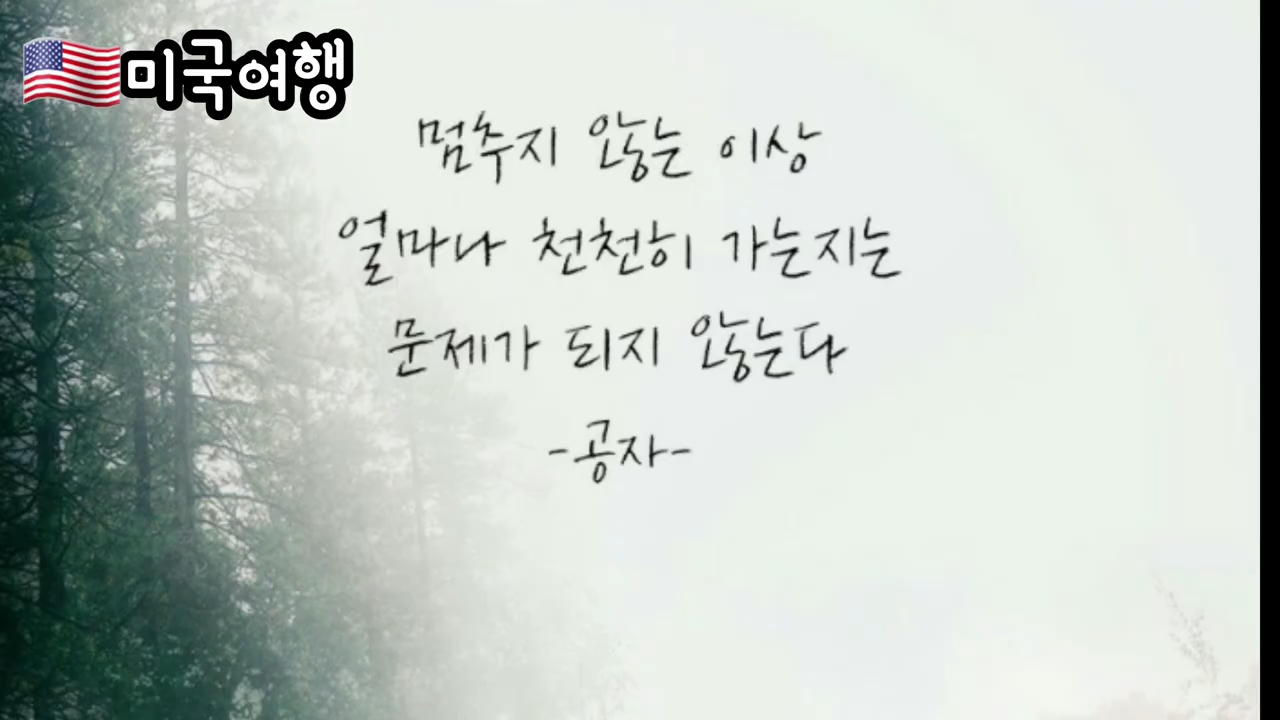 🇺🇸미국여행
멈추지 않는 이상
얼마나 천천히 가는지는
문제가 되지 않는다
-공자-